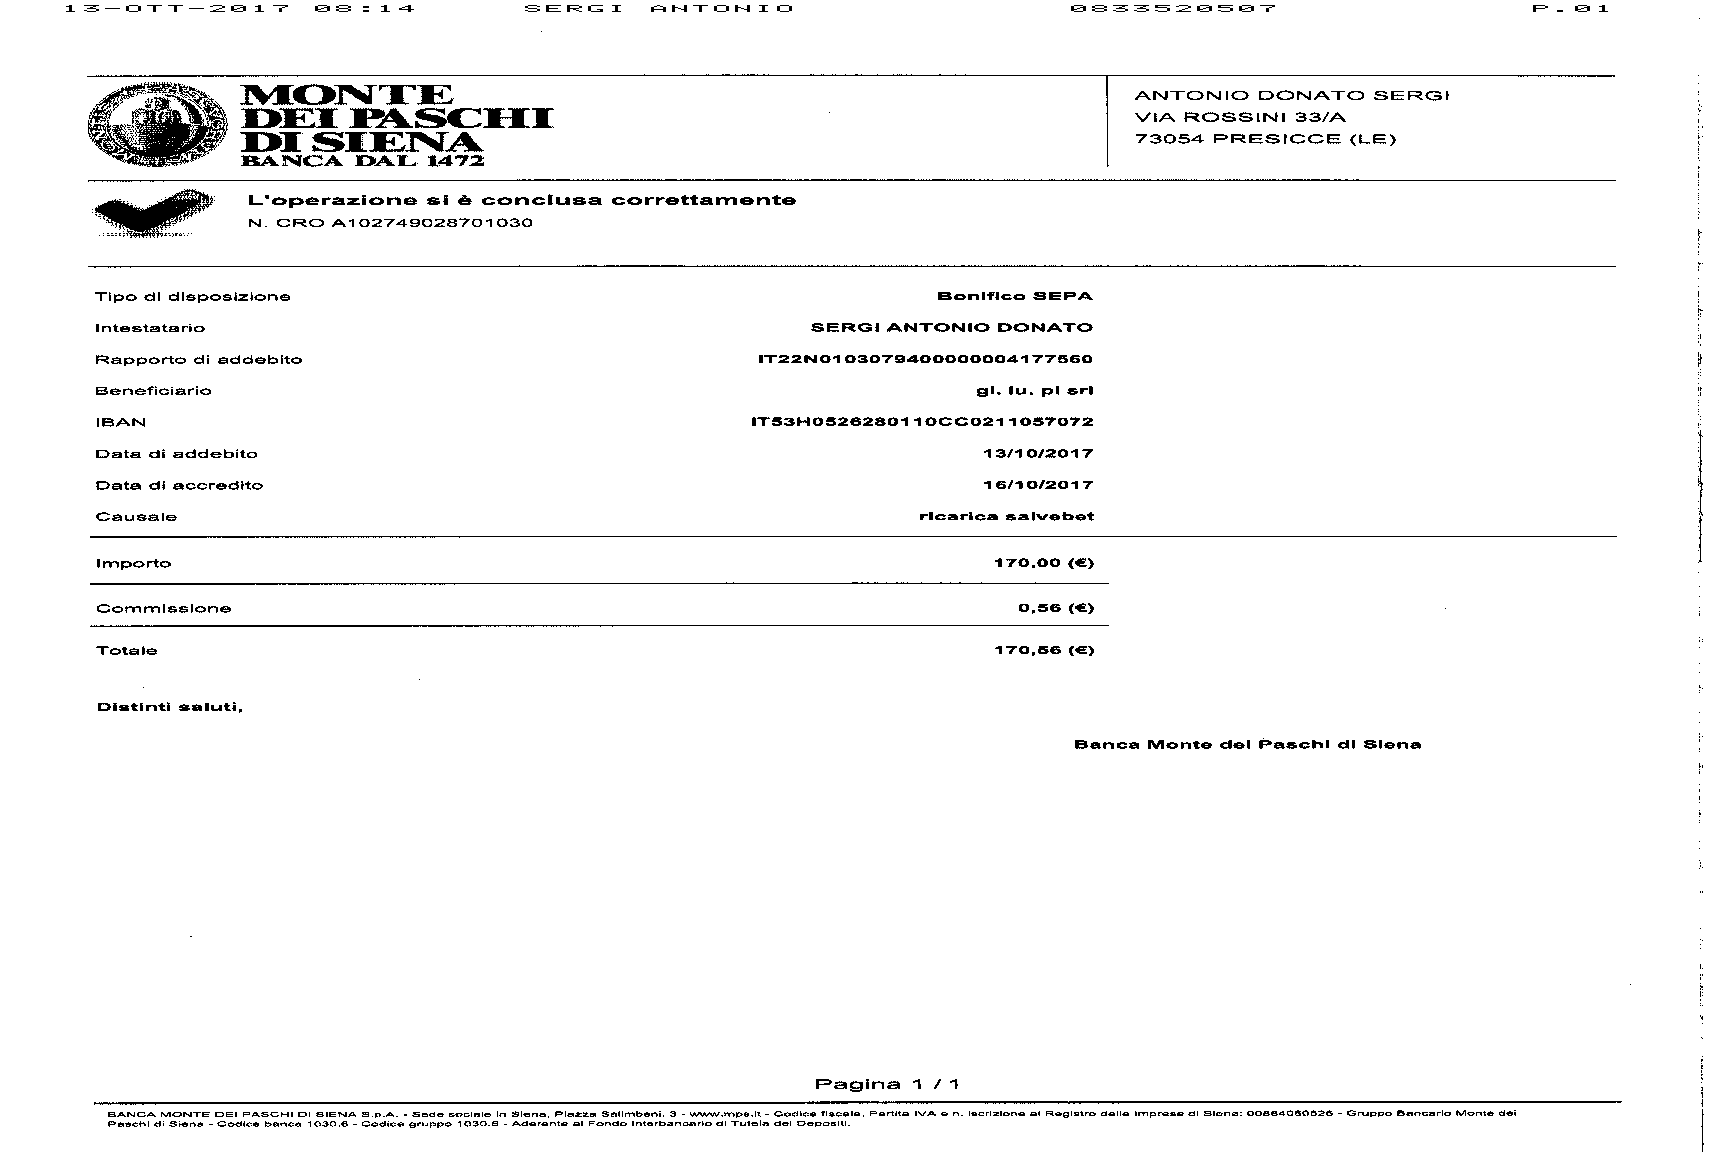 13-OTT-2017 08:14 SERGI ANTONIO 0833520507 P.01
MONTE
DEI PASCHI
DI SIENA
BANCA DAL 1472
ANTONIO DONATO SERGI
VIA ROSSINI 33/A
73054 PRESICCE (LE)
L'operazione si è conclusa correttamente
N. CRO A102749028701030
Tipo di disposizione Bonifico SEPA
Intestatario SERGI ANTONIO DONATO
Rapporto di addebito IT22N0103079400000004177560
Beneficiario gi. lu. pi srl
IBAN IT53H0526280110CC0211057072
Data di addebito 13/10/2017
Data di accredito 16/10/2017
Causale ricarica salvebet
Importo 170,00 (€)
Commissione 0,56 (€)
Totale 170,56 (€)
Distinti saluti,
Banca Monte dei Paschi di Siena
Pagina 1 / 1
BANCA MONTE DEI PASCHI DI SIENA S.p.A. - Sede sociale in Siena, Piazza Salimbeni, 3 - www.mps.it - Codice fiscale, Partita IVA e n. iscrizione al Registro delle Imprese di Siena: 00884060526 - Gruppo Bancario Monte dei
Paschi di Siena - Codice banca 1030.6 - Codice gruppo 1030.6 - Aderente al Fondo Interbancario di Tutela dei Depositi.